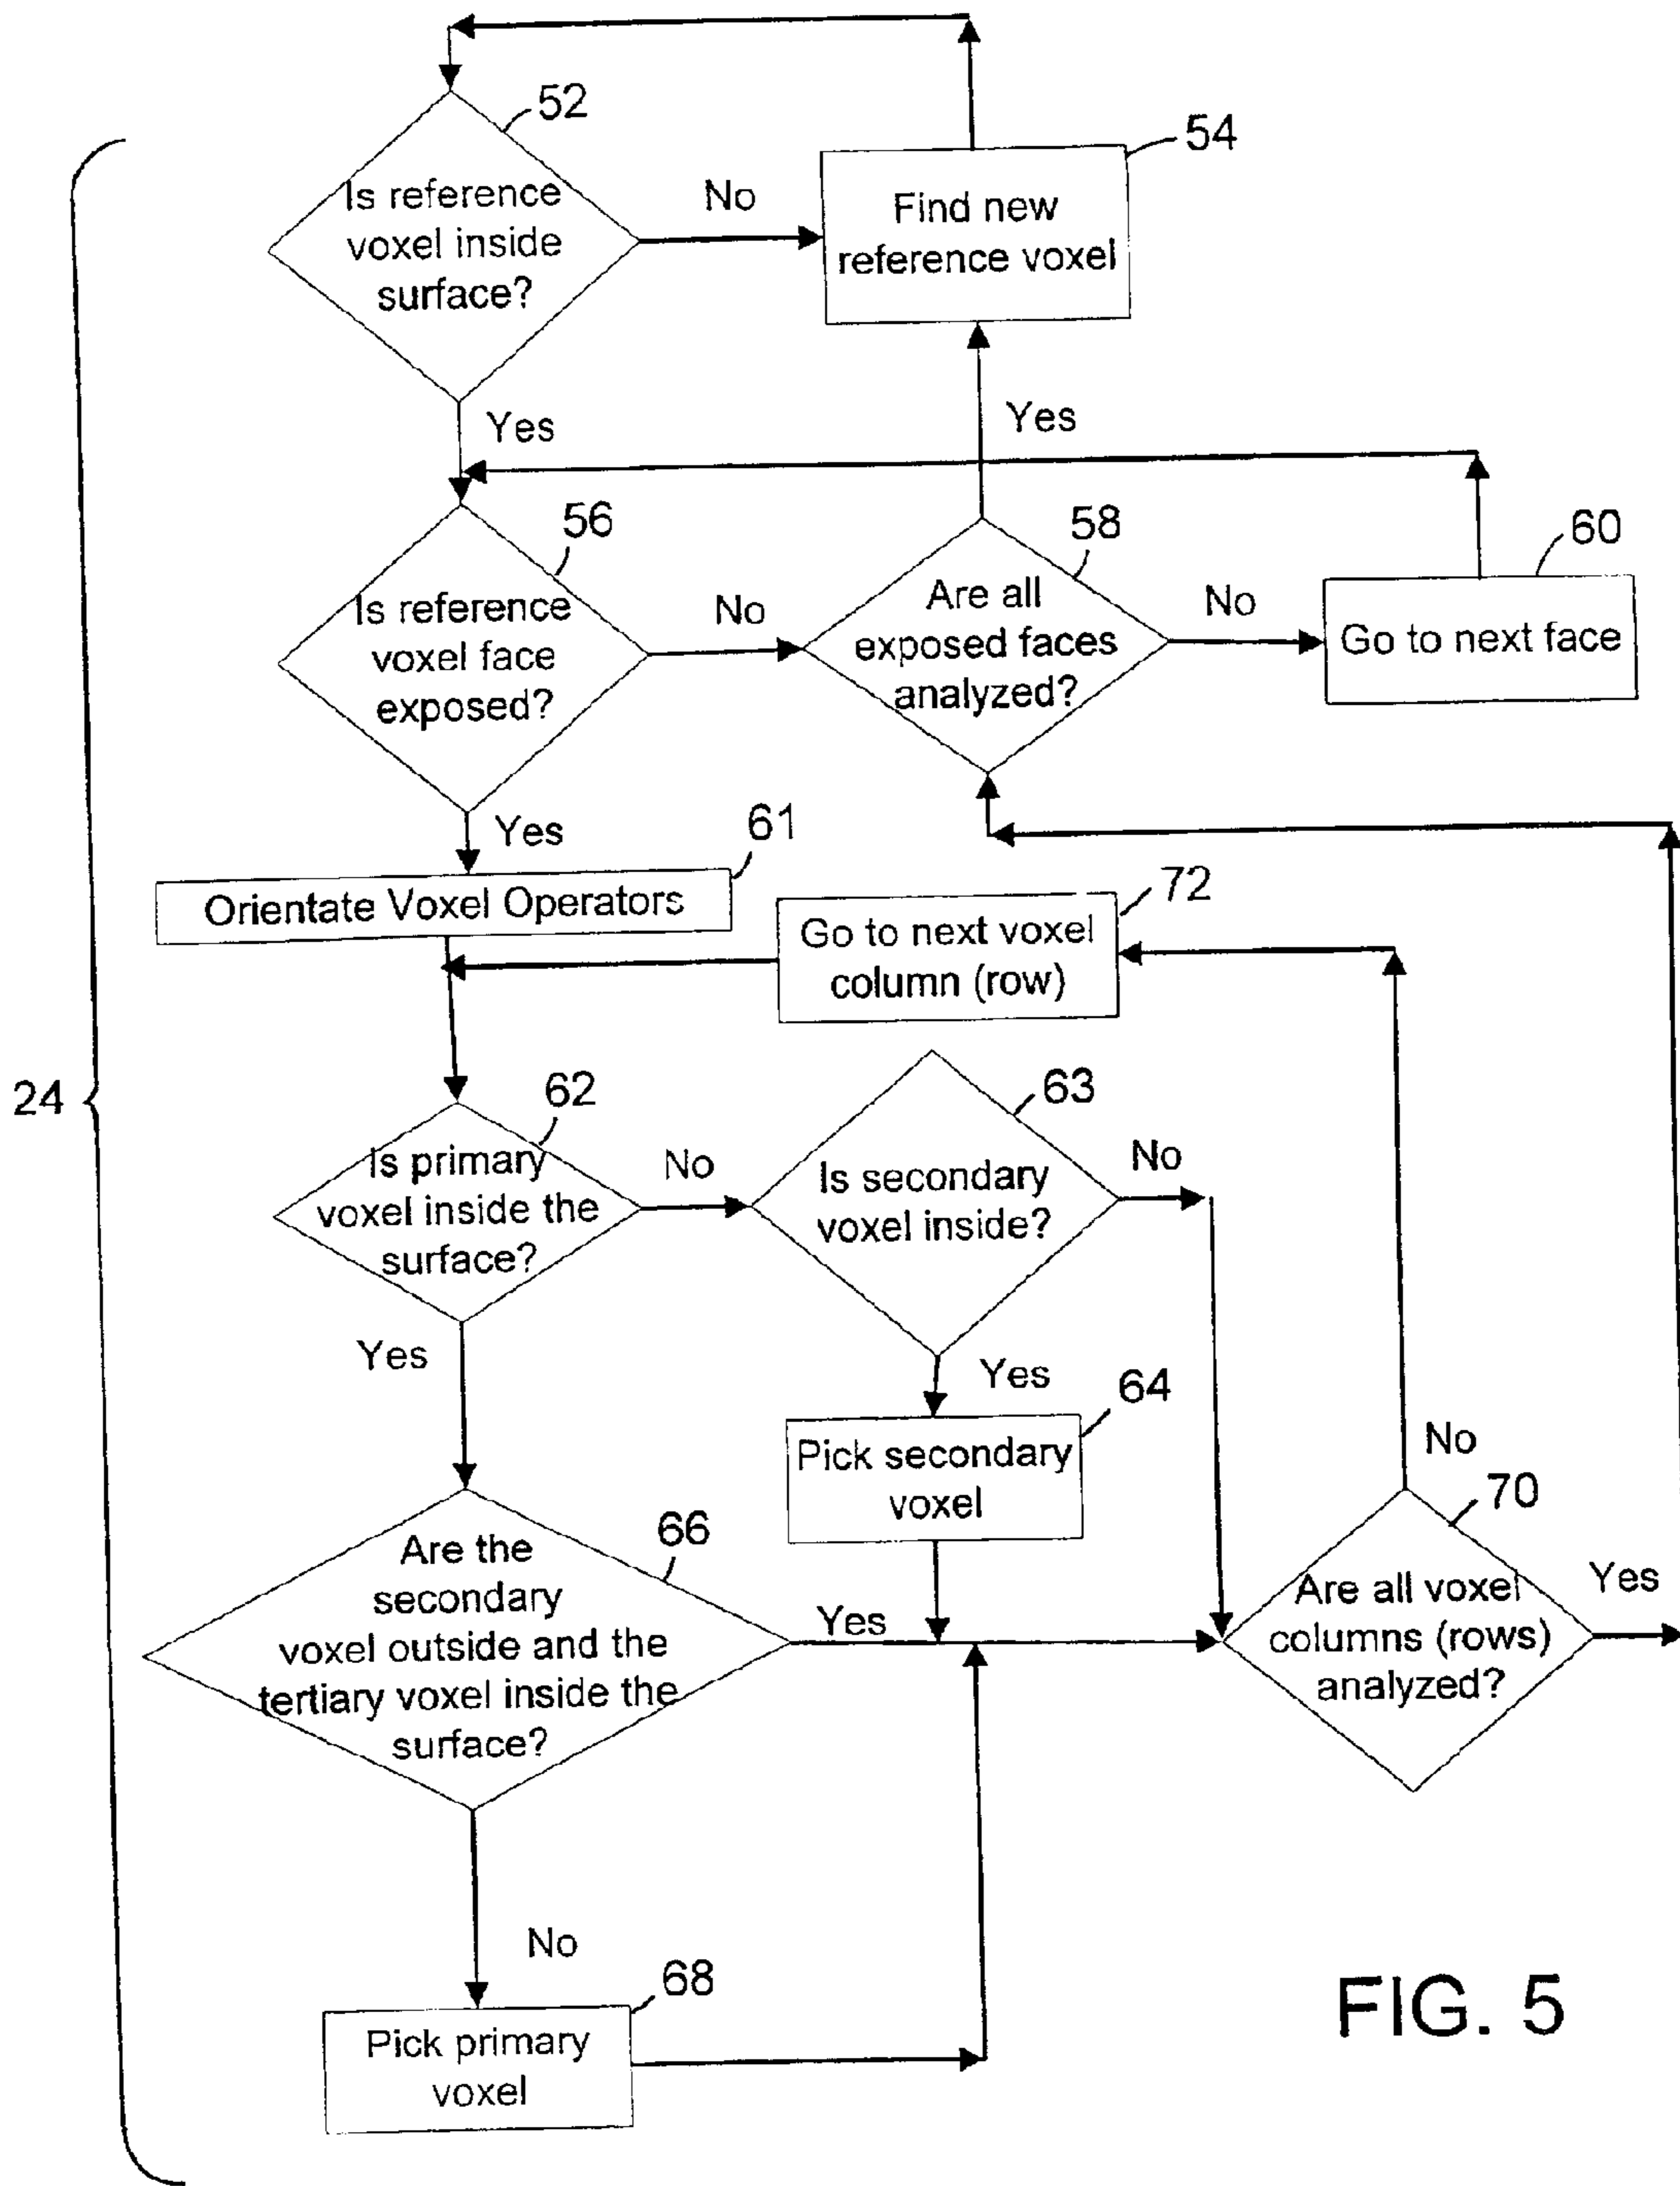 52
Is reference
voxel inside
surface?
No
54
Find new
reference voxel
Yes
Yes
56
Is reference
voxel face
exposed?
No
58
Are all
exposed faces
analyzed?
No
60
Go to next face
Yes
61
Orientate Voxel Operators
72
Go to next voxel
column (row)
24
62
Is primary
voxel inside the
surface?
No
63
Is secondary
voxel inside?
No
Yes
Yes
64
Pick secondary
voxel
No
70
Are all voxel
columns (rows)
analyzed?
Yes
66
Are the
secondary
voxel outside and the
tertiary voxel inside the
surface?
Yes
No
68
Pick primary
voxel
FIG. 5